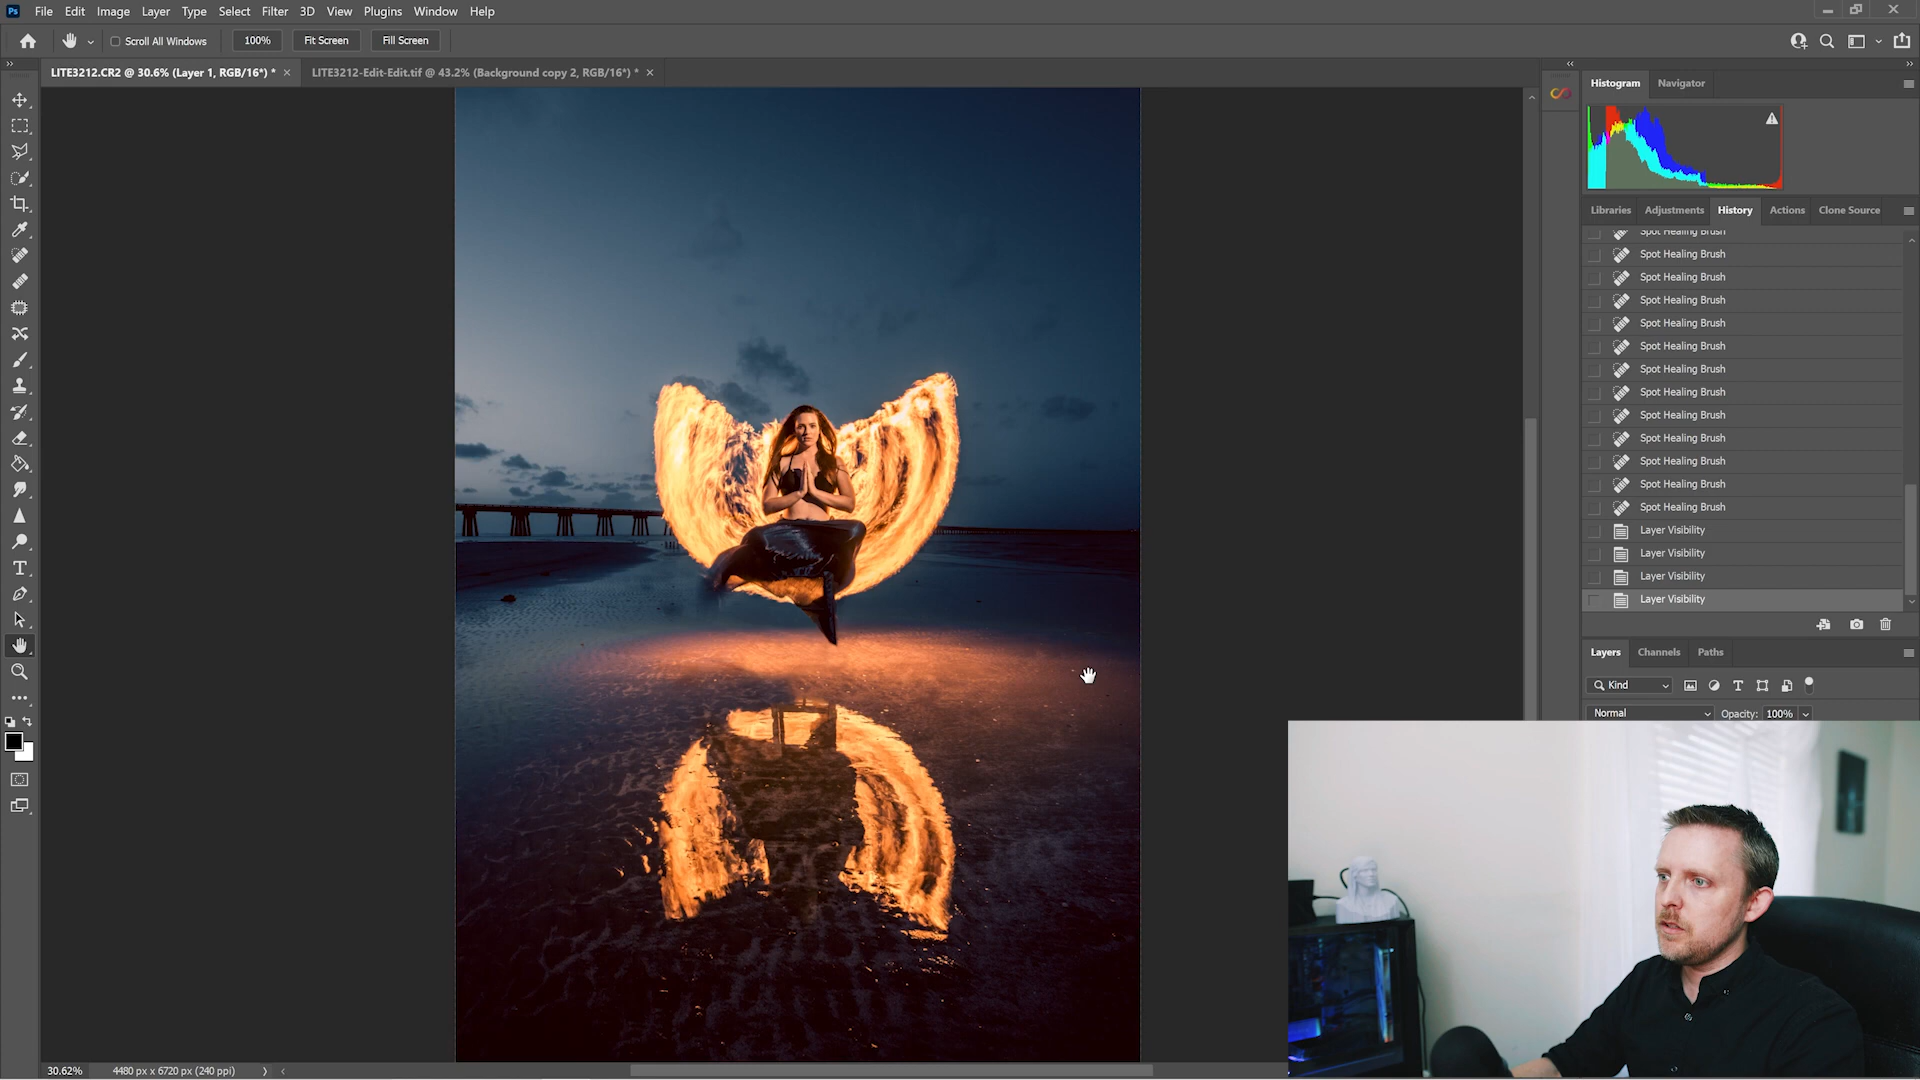 Ps File Edit Image Layer Type Select Filter 3D View Plugins Window Help
Scroll All Windows 100% Fit Screen Fill Screen
LITE3212.CR2 @ 30.6% (Layer 1, RGB/16*) * × LITE3212-Edit-Edit.tif @ 43.2% (Background copy 2, RGB/16*) * ×
Histogram Navigator
Libraries Adjustments History Actions Clone Source
Spot Healing Brush
Spot Healing Brush
Spot Healing Brush
Spot Healing Brush
Spot Healing Brush
Spot Healing Brush
Spot Healing Brush
Spot Healing Brush
Spot Healing Brush
Spot Healing Brush
Spot Healing Brush
Spot Healing Brush
Spot Healing Brush
Layer Visibility
Layer Visibility
Layer Visibility
Layer Visibility
Layers Channels Paths
Kind
Normal Opacity: 100%
30.62% 4480 px x 6720 px (240 ppi)